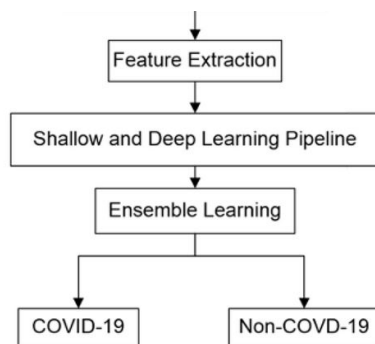 Feature Extraction
Shallow and Deep Learning Pipeline
Ensemble Learning
COVID-19
Non-COVD-19